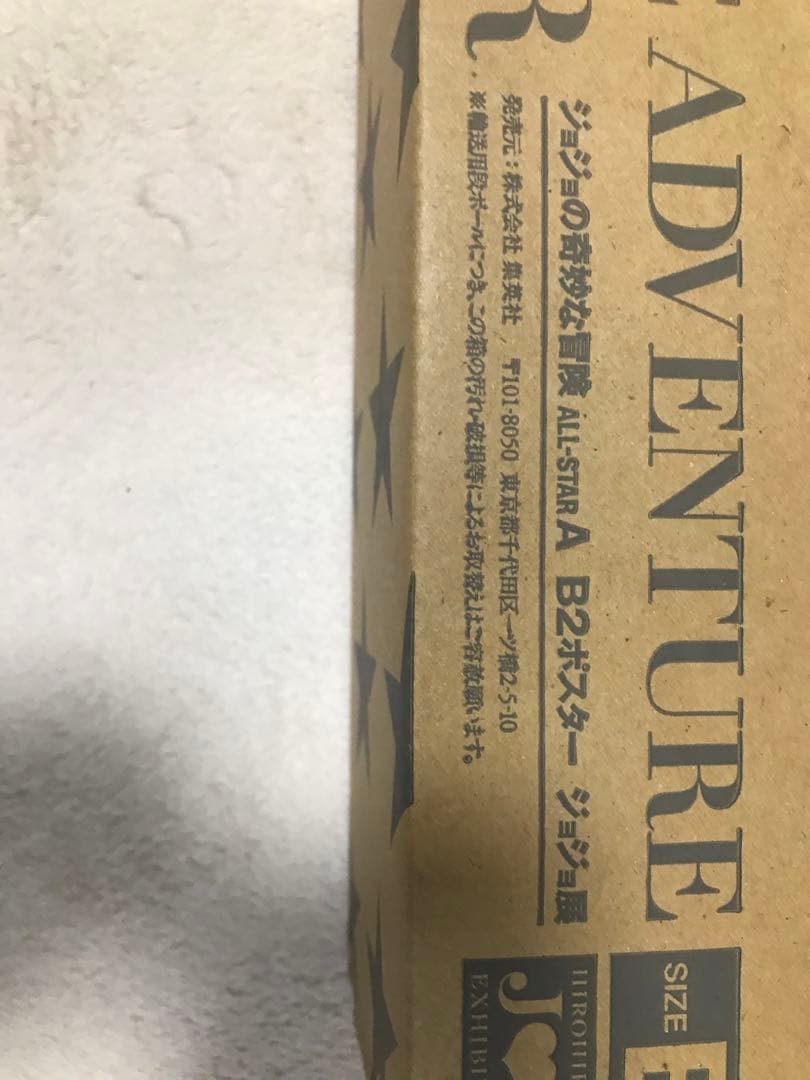 R
E ADVENTURE
ジョジョの奇妙な冒険 ALL-STAR A B2ポスター ジョジョ展
発売元：株式会社 集英社 〒101-8050 東京都千代田区一ツ橋2-5-10
※輸送用段ボールにつき、この箱の汚れ・破損等によるお取替えはご容赦願います。
SIZE
HIROHI
J
EXHIBI